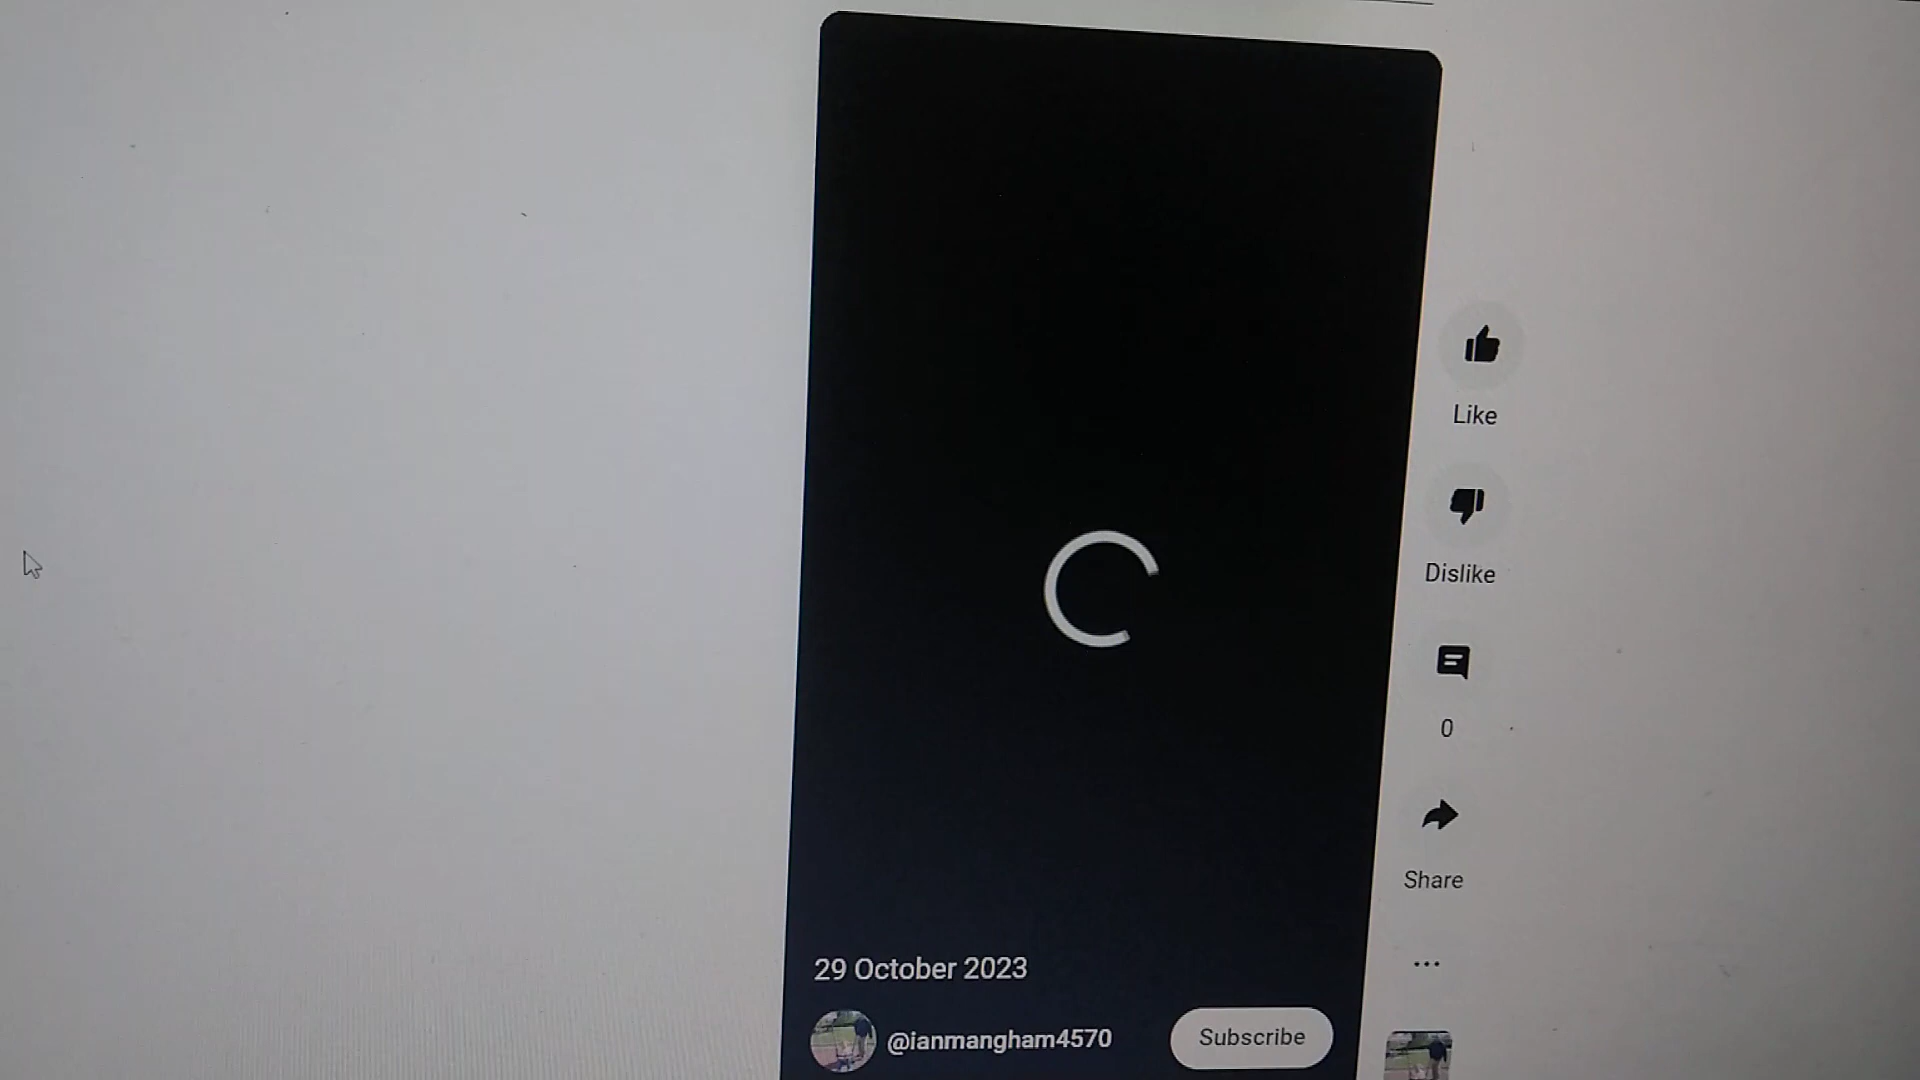 Like
Dislike
0
Share
29 October 2023
@ianmangham4570
Subscribe